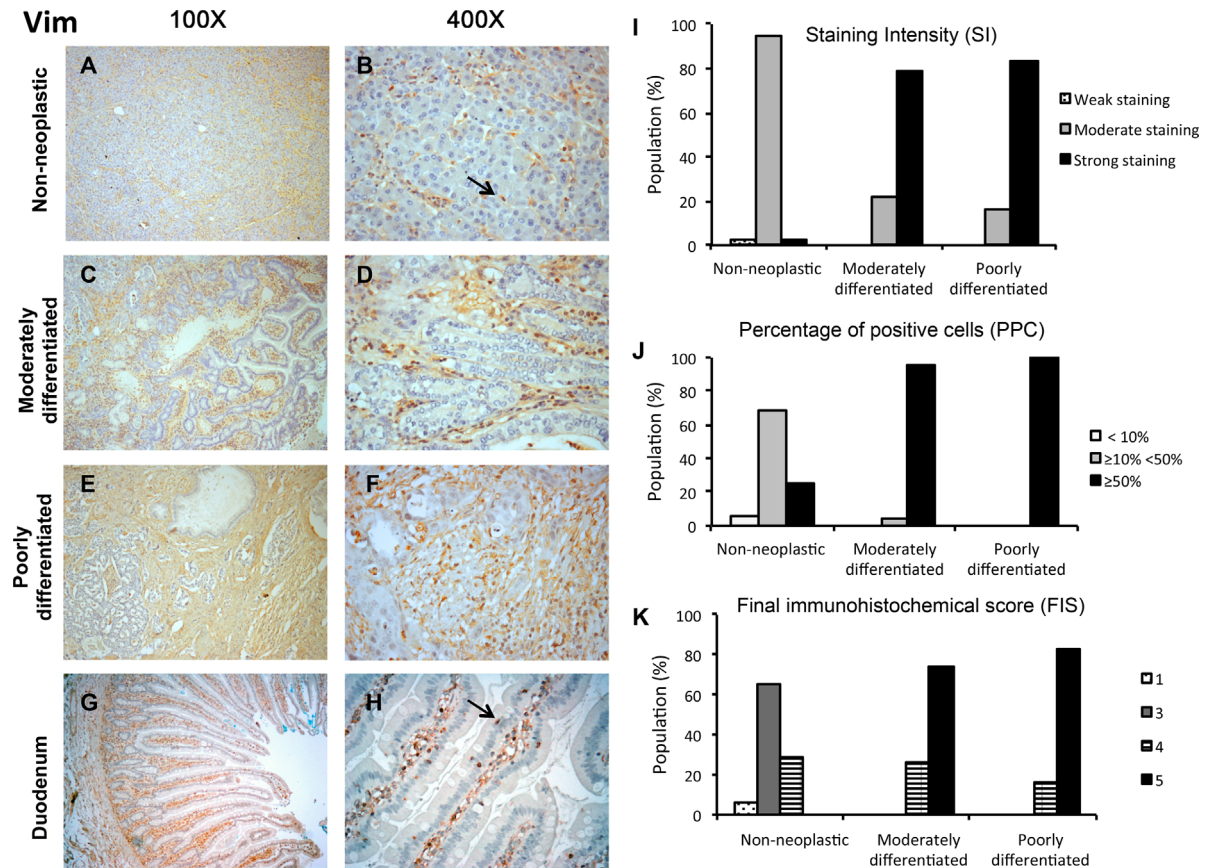 Vim
100X
400X
Non-neoplastic
A
B
Moderately
differentiated
C
D
Poorly
differentiated
E
F
Duodenum
G
H
I
Staining Intensity (SI)
Population (%)
100
80
60
40
20
0
Non-neoplastic
Moderately
differentiated
Poorly
differentiated
Weak staining
Moderate staining
Strong staining
J
Percentage of positive cells (PPC)
Population (%)
100
80
60
40
20
0
Non-neoplastic
Moderately
differentiated
Poorly
differentiated
< 10%
≥10% <50%
≥50%
K
Final immunohistochemical score (FIS)
Population (%)
100
80
60
40
20
0
Non-neoplastic
Moderately
differentiated
Poorly
differentiated
1
3
4
5